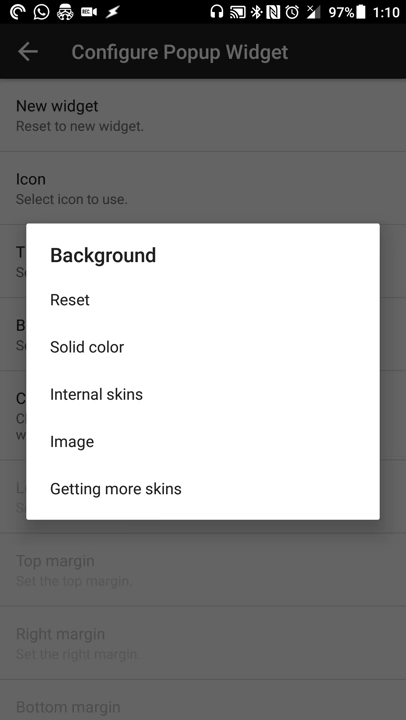 REC
97%
1:10
Configure Popup Widget
New widget
Reset to new widget.
Icon
Select icon to use.
Background
Reset
Solid color
Internal skins
Image
Getting more skins
Top margin
Set the top margin.
Right margin
Set the right margin.
Bottom margin